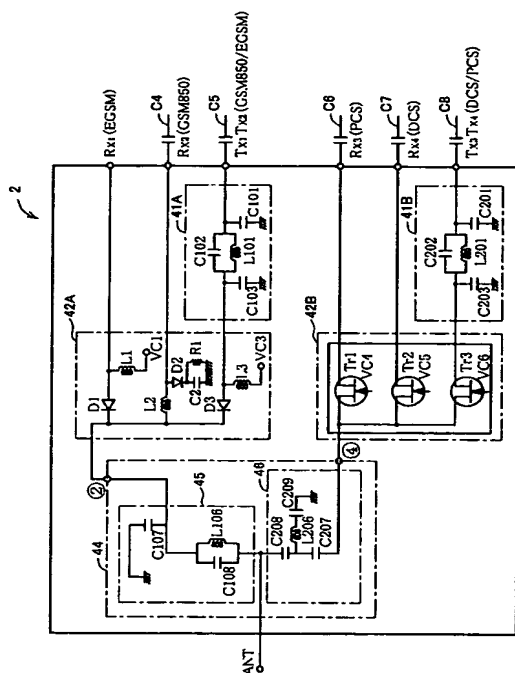 2
Rx1 (EGSM)
C4
Rx2 (GSM850)
C5
Tx1 Tx2 (GSM850/EGSM)
C6
Rx3 (PCS)
C7
Rx4 (DCS)
C8
Tx3 Tx4 (DCS/PCS)
42A
D1
L1
VC1
L2
D2
R1
C2
D3
L3
VC3
41A
C102
L101
C101
C103
42B
Tr1
VC4
Tr2
VC5
Tr3
VC6
41B
C202
L201
C201
C203
44
②
45
C107
L106
C108
46
C209
C208
L206
C207
④
ANT